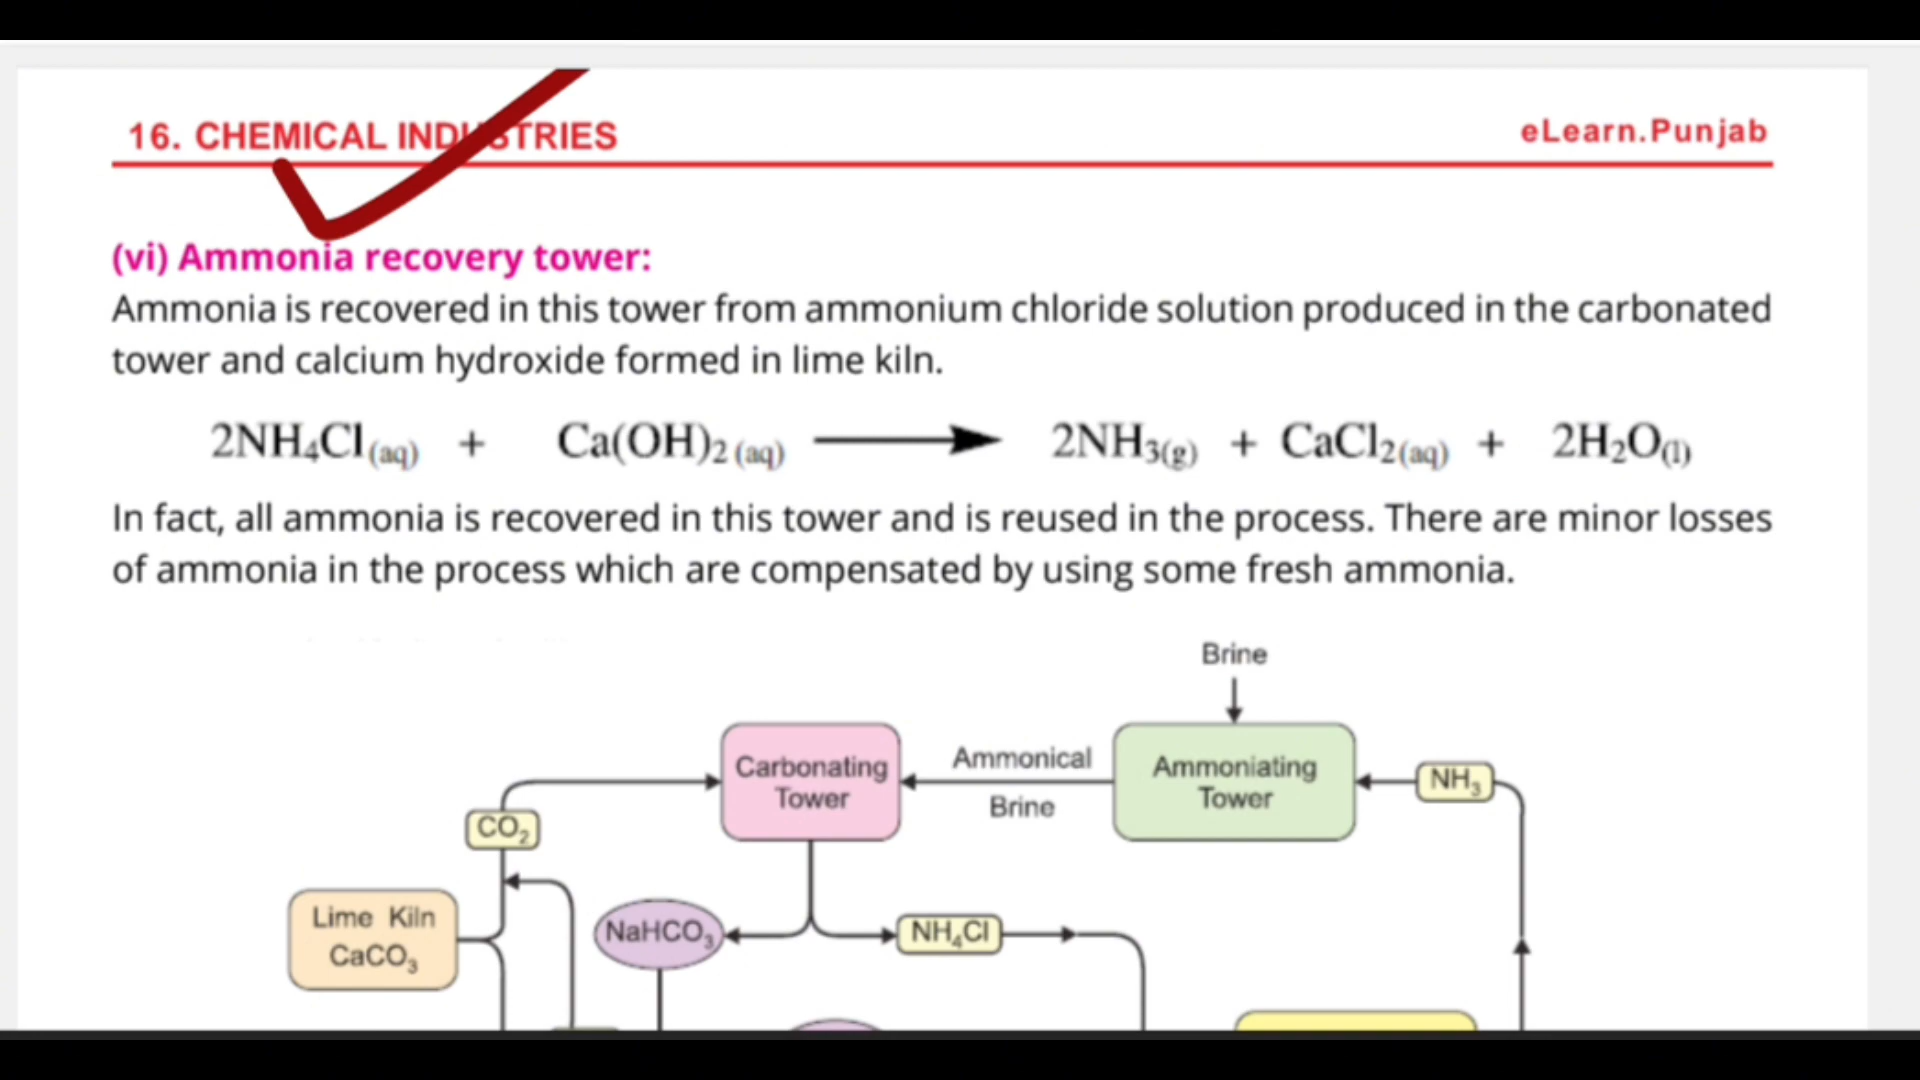 16. CHEMICAL INDUSTRIES
eLearn.Punjab
(vi) Ammonia recovery tower:
Ammonia is recovered in this tower from ammonium chloride solution produced in the carbonated
tower and calcium hydroxide formed in lime kiln.
2NH₄Cl(aq) + Ca(OH)₂(aq) ⟶ 2NH₃(g) + CaCl₂(aq) + 2H₂O(l)
In fact, all ammonia is recovered in this tower and is reused in the process. There are minor losses
of ammonia in the process which are compensated by using some fresh ammonia.
Brine
Carbonating
Tower
Ammonical
Brine
Ammoniating
Tower
NH₃
CO₂
Lime Kiln
CaCO₃
NaHCO₃
NH₄Cl